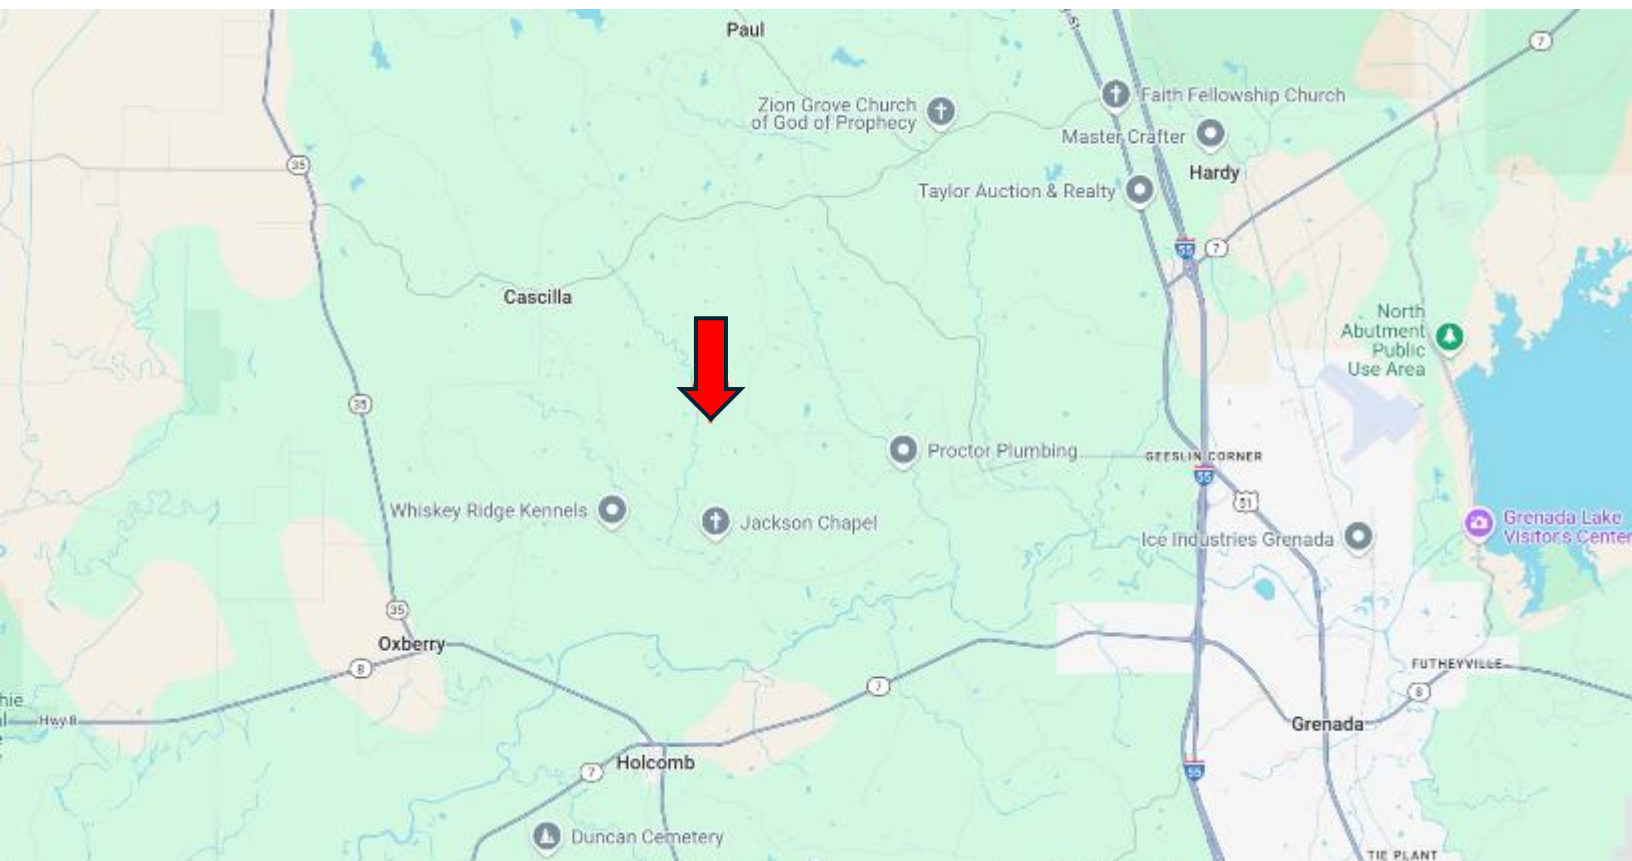 Paul
51
7
Zion Grove Church
of God of Prophecy
Faith Fellowship Church
Master Crafter
Hardy
35
Taylor Auction & Realty
55
7
Cascilla
North
Abutment
Public
Use Area
35
Proctor Plumbing
GEESLIN CORNER
55
51
Whiskey Ridge Kennels
Jackson Chapel
Grenada Lake
Visitors Center
Ice Industries Grenada
35
Oxberry
8
7
FUTHEYVILLE
8
Hwy 8
Grenada
Holcomb
7
55
Duncan Cemetery
TIE PLANT